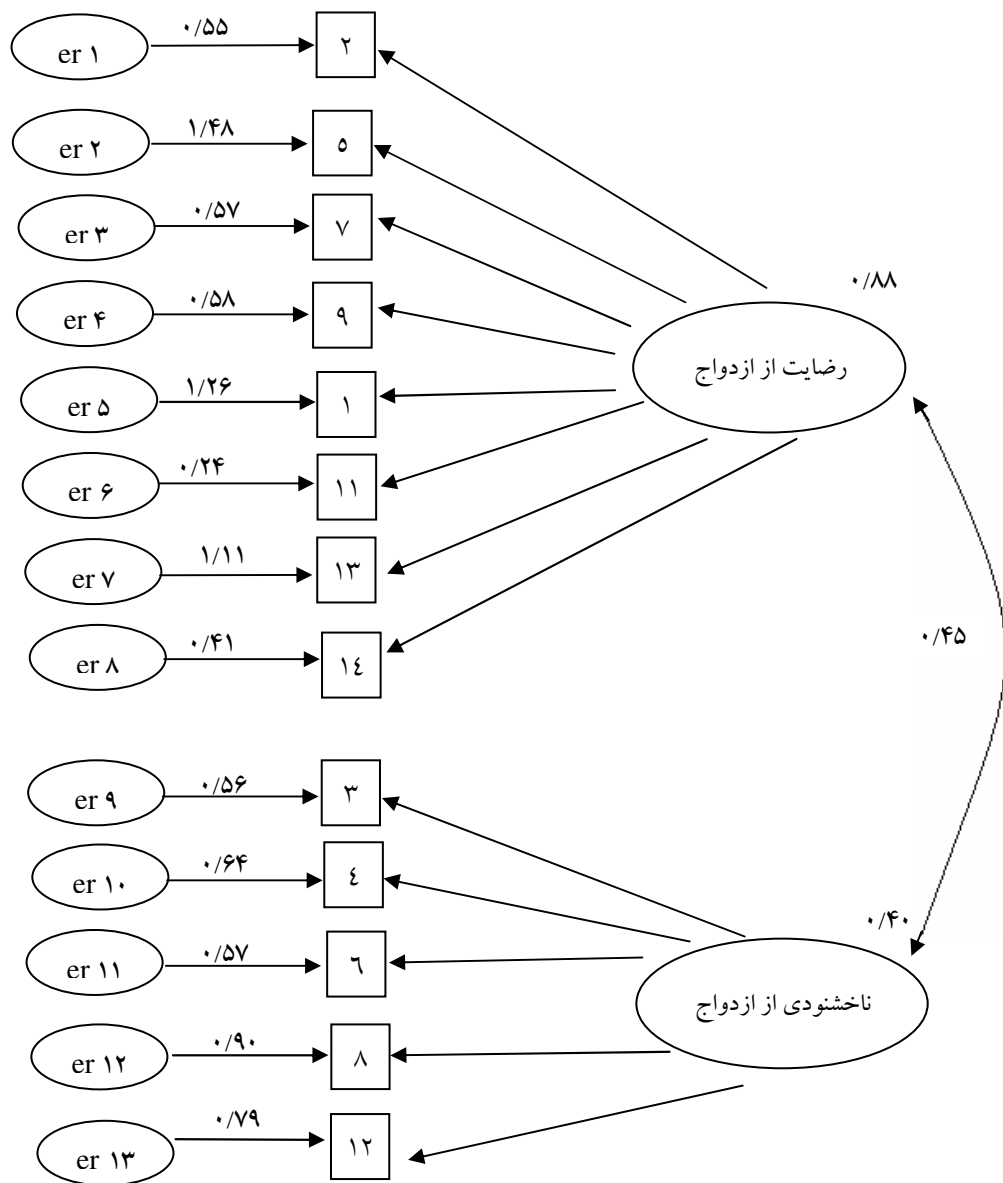 er ۱ ۰/۵۵ ۲
er ۲ ۱/۴۸ ٥
er ۳ ۰/۵۷ ۷
۰/۸۸
er ۴ ۰/۵۸ ۹
رضایت از ازدواج
er ۵ ۱/۲۶ ۱
er ۶ ۰/۲۴ ۱۱
er ۷ ۱/۱۱ ۱۳
er ۸ ۰/۴۱ ۱٤
۰/۴۵
er ۹ ۰/۵۶ ۳
er ۱۰ ۰/۶۴ ٤
۰/۴۰
er ۱۱ ۰/۵۷ ٦
ناخشنودی از ازدواج
er ۱۲ ۰/۹۰ ۸
er ۱۳ ۰/۷۹ ۱۲